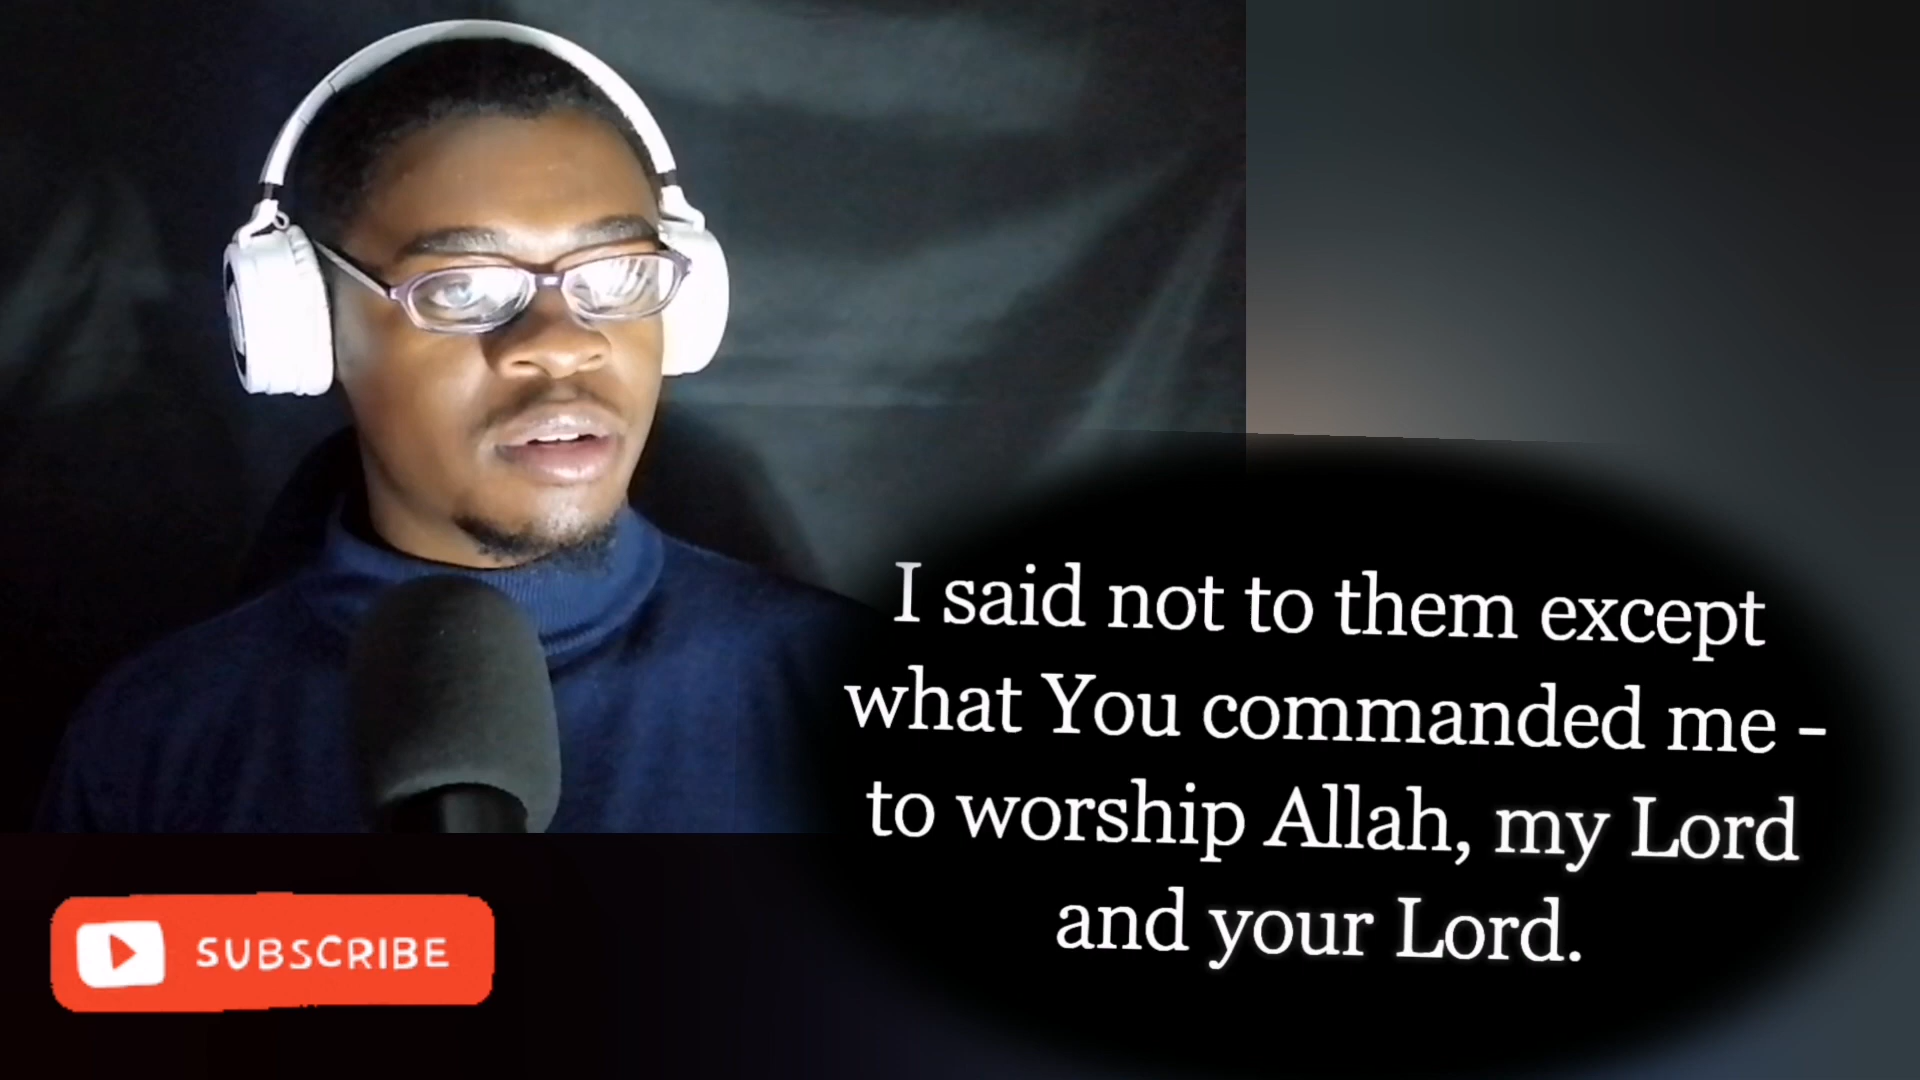 I said not to them except
what You commanded me -
to worship Allah, my Lord
and your Lord.
SUBSCRIBE